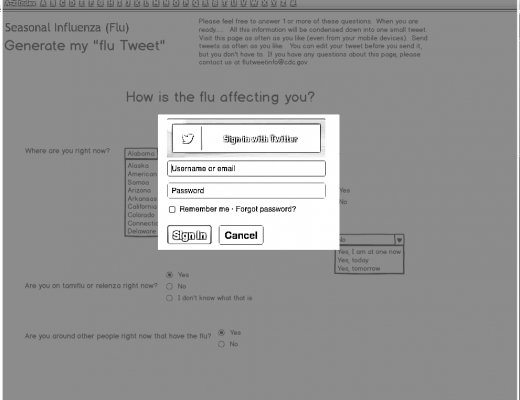 Seasonal Influenza (Flu)
Generate my "flu Tweet"
Please feel free to answer 1 or more of these questions. When you are
ready.... All this information will be condensed down into one small tweet.
Visit this page as often as you like (even from your mobile devices). Send
tweets as often as you like. You can edit your tweet before you send it,
but you don't have to. If you have any questions about this page, please
contact us at flutweetinfo@cdc.gov
How is the flu affecting you?
Where are you right now?
Alabama
Alaska
American
Samoa
Arizona
Arkansas
California
Colorado
Connectic
Delaware
Sign in with Twitter
Username or email
Password
Remember me · Forgot password?
Sign In
Cancel
Yes
No
No
Yes, I am at one now
Yes, today
Yes, tomorrow
Are you on tamiflu or relenza right now?
Yes
No
I don't know what that is
Are you around other people right now that have the flu?
Yes
No